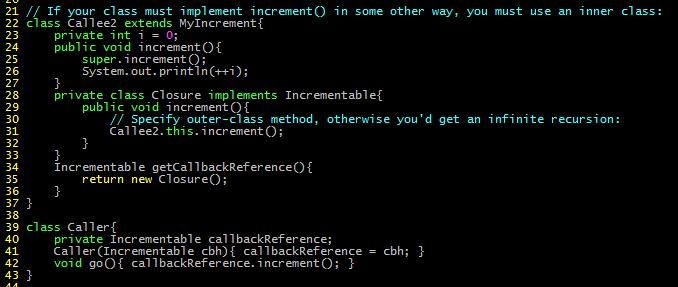 21 // If your class must implement increment() in some other way, you must use an inner class:
22 class Callee2 extends MyIncrement{
23     private int i = 0;
24     public void increment(){
25         super.increment();
26         System.out.println(++i);
27     }
28     private class Closure implements Incrementable{
29         public void increment(){
30             // Specify outer-class method, otherwise you'd get an infinite recursion:
31             Callee2.this.increment();
32         }
33     }
34     Incrementable getCallbackReference(){
35         return new Closure();
36     }
37 }
38
39 class Caller{
40     private Incrementable callbackReference;
41     Caller(Incrementable cbh){ callbackReference = cbh; }
42     void go(){ callbackReference.increment(); }
43 }